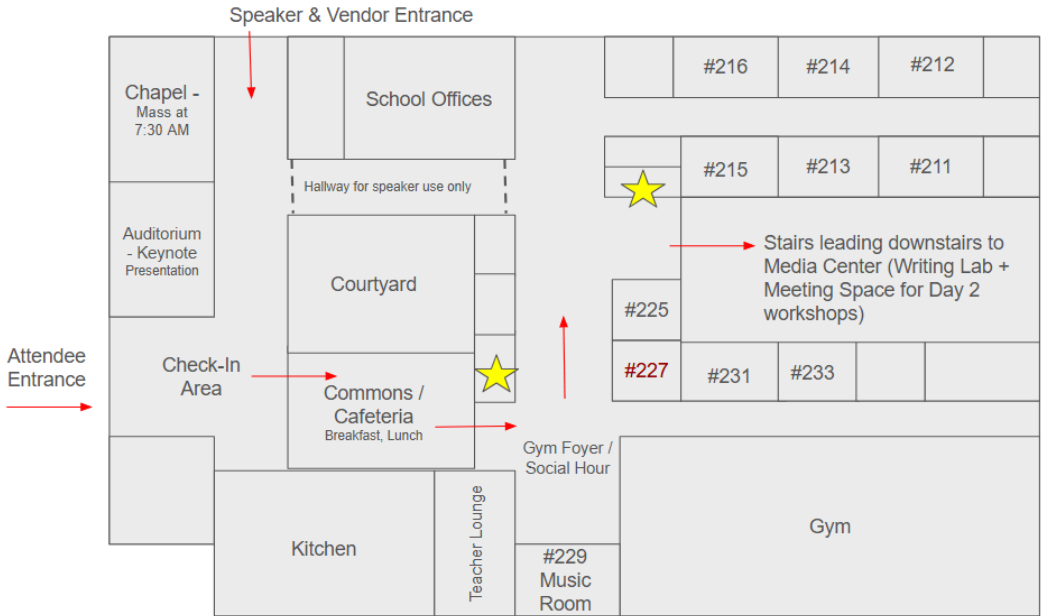 Speaker & Vendor Entrance
Chapel -
Mass at
7:30 AM
School Offices
#216
#214
#212
Hallway for speaker use only
#215
#213
#211
Auditorium
- Keynote
Presentation
Courtyard
Stairs leading downstairs to
Media Center (Writing Lab +
Meeting Space for Day 2
workshops)
#225
Attendee
Entrance
Check-In
Area
Commons /
Cafeteria
Breakfast, Lunch
#227
#231
#233
Gym Foyer /
Social Hour
Kitchen
Teacher Lounge
#229
Music
Room
Gym